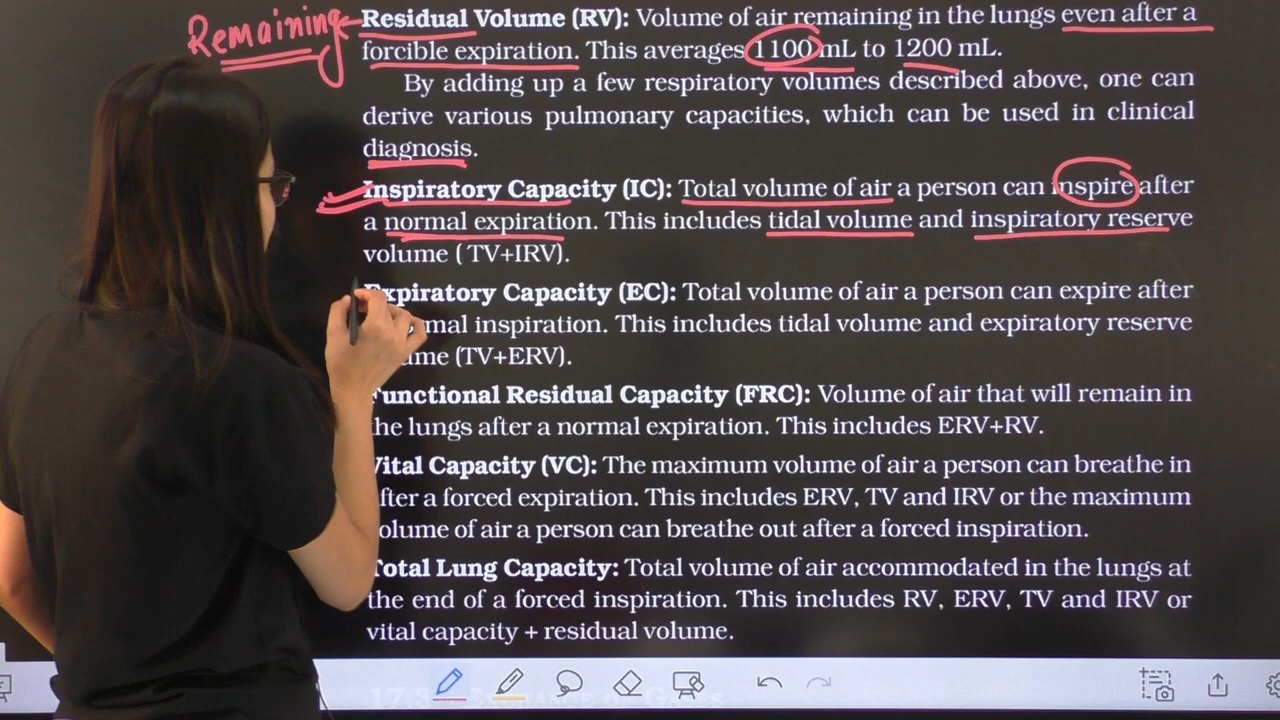 Remaining
Residual Volume (RV): Volume of air remaining in the lungs even after a
forcible expiration. This averages 1100 mL to 1200 mL.
By adding up a few respiratory volumes described above, one can
derive various pulmonary capacities, which can be used in clinical
diagnosis.
Inspiratory Capacity (IC): Total volume of air a person can inspire after
a normal expiration. This includes tidal volume and inspiratory reserve
volume ( TV+IRV).
Expiratory Capacity (EC): Total volume of air a person can expire after
inspiration. This includes tidal volume and expiratory reserve
(TV+ERV).
Functional Residual Capacity (FRC): Volume of air that will remain in
the lungs after a normal expiration. This includes ERV+RV.
Vital Capacity (VC): The maximum volume of air a person can breathe in
after a forced expiration. This includes ERV, TV and IRV or the maximum
volume of air a person can breathe out after a forced inspiration.
Total Lung Capacity: Total volume of air accommodated in the lungs at
the end of a forced inspiration. This includes RV, ERV, TV and IRV or
vital capacity + residual volume.